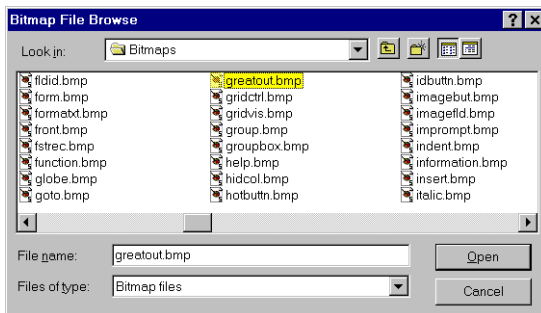 Bitmap File Browse
Look in:
Bitmaps
fldid.bmp
form.bmp
formatxt.bmp
front.bmp
fstrec.bmp
function.bmp
globe.bmp
goto.bmp
greatout.bmp
gridctrl.bmp
gridvis.bmp
group.bmp
groupbox.bmp
help.bmp
hidcol.bmp
hotbuttn.bmp
idbuttn.bmp
imagebut.bmp
imagefld.bmp
imprompt.bmp
indent.bmp
information.bmp
insert.bmp
italic.bmp
File name:
greatout.bmp
Open
Files of type:
Bitmap files
Cancel